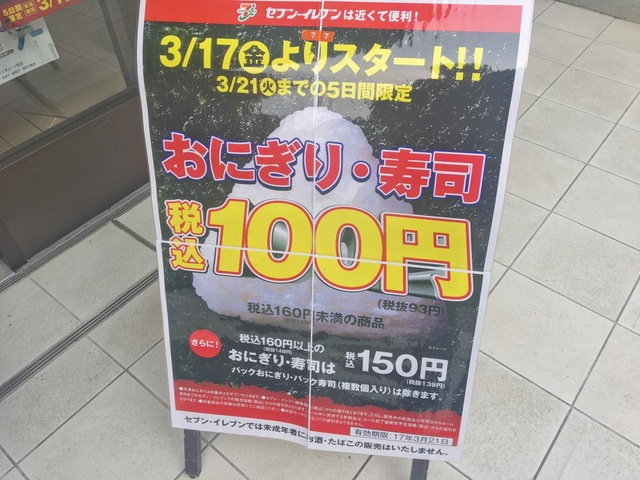 セブン-イレブンは近くて便利!
3/17金よりスタート!!
3/21火までの5日間限定
おにぎり・寿司
税込100円
(税抜93円)
税込160円未満の商品
さらに!
税込160円以上の
(税抜149円)
おにぎり・寿司は
税込150円
(税抜139円)
パックおにぎり・パック寿司(複数個入り)は除きます。
有効期限:'17年3月21日
セブン-イレブンでは未成年者にお酒・たばこの販売はいたしません。